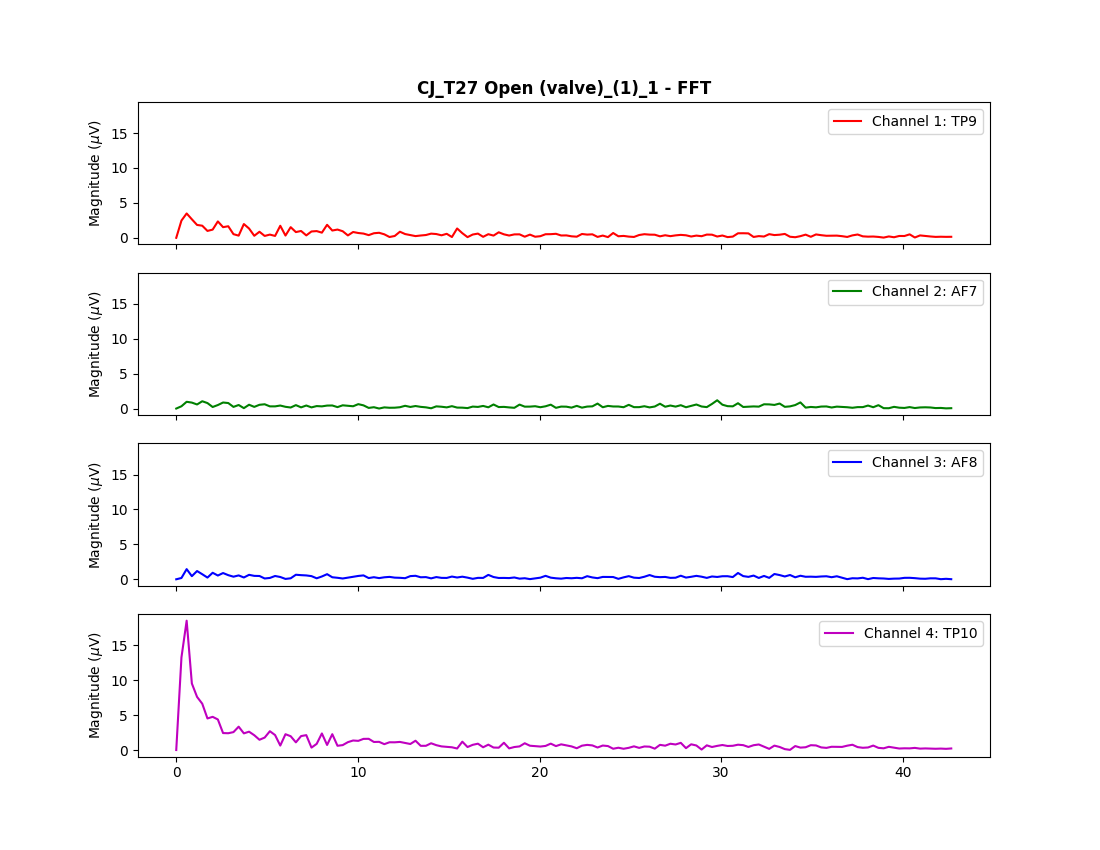 CJ_T27 Open (valve)_(1)_1 - FFT
Channel 1: TP9
Magnitude (μV)
15
10
5
0
Channel 2: AF7
Magnitude (μV)
15
10
5
0
Channel 3: AF8
Magnitude (μV)
15
10
5
0
Channel 4: TP10
Magnitude (μV)
15
10
5
0
0 10 20 30 40